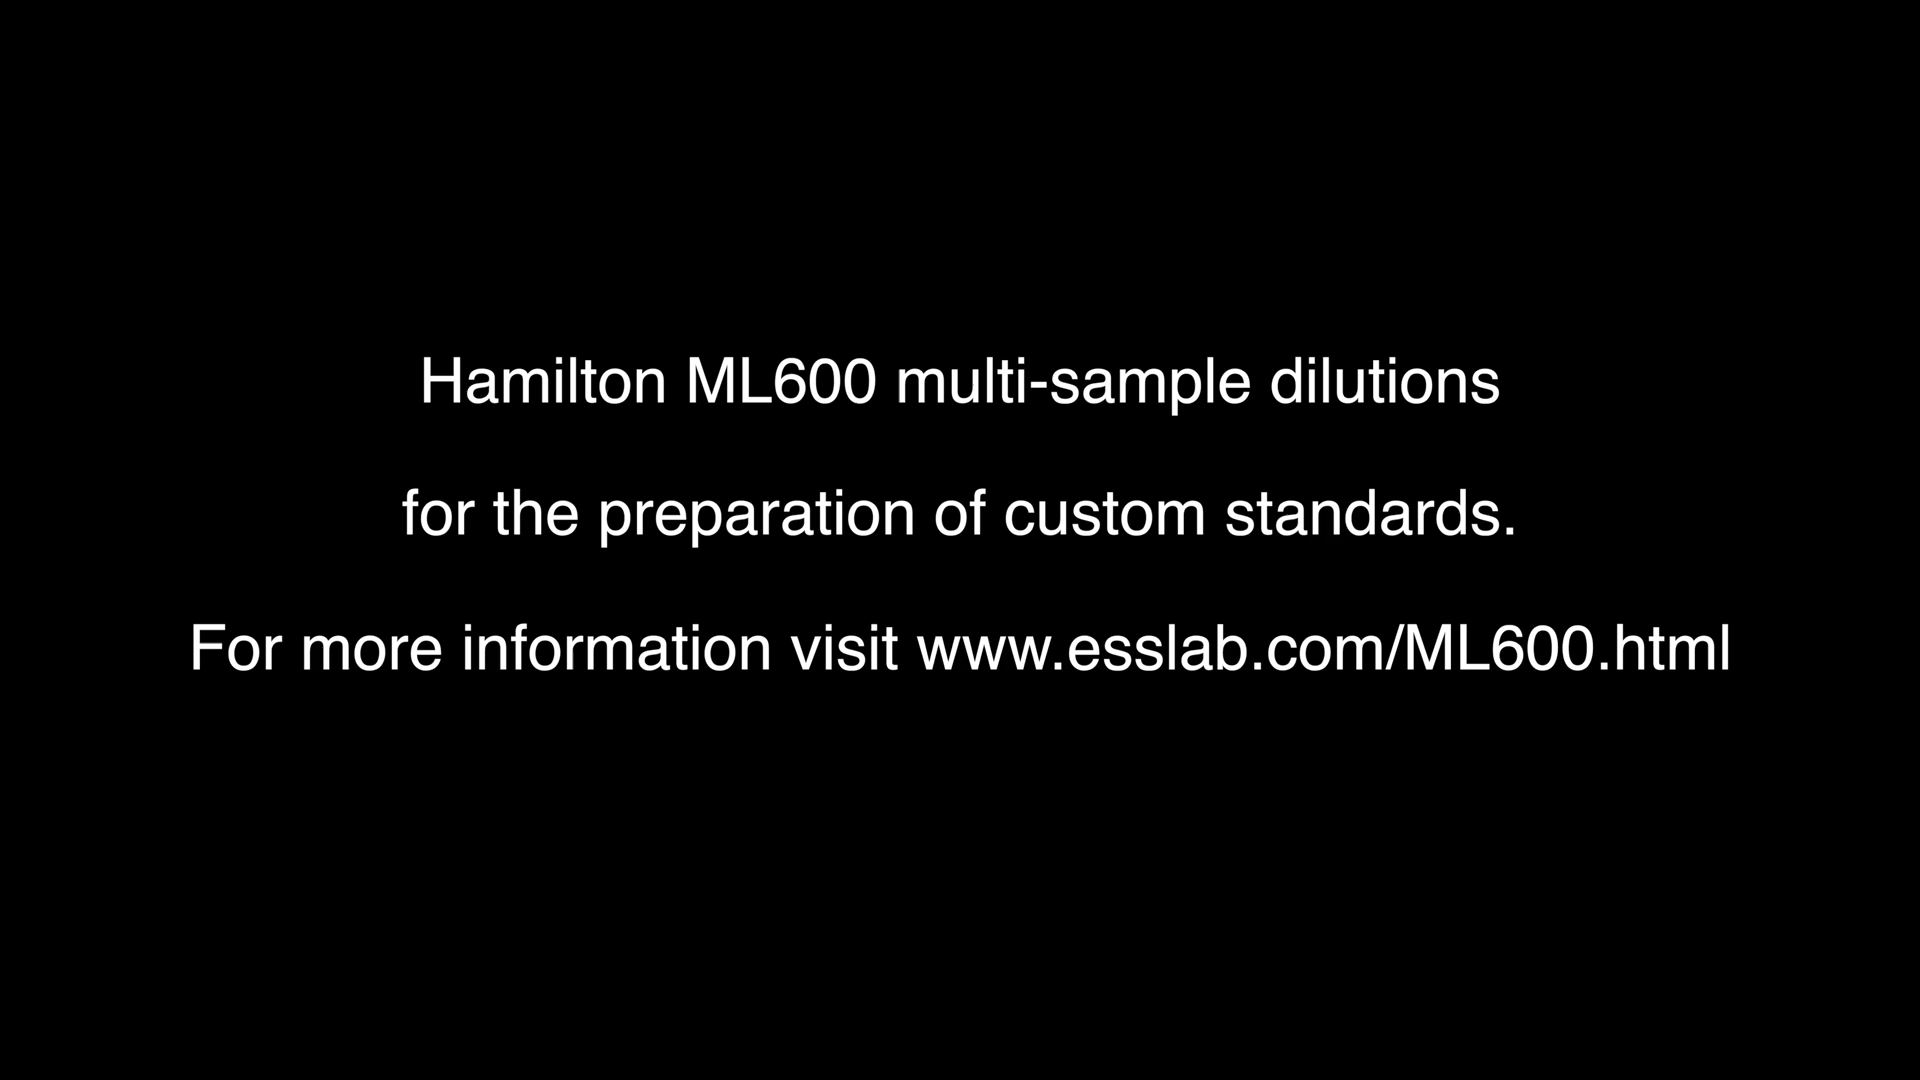 Hamilton ML600 multi-sample dilutions
for the preparation of custom standards.
For more information visit www.esslab.com/ML600.html